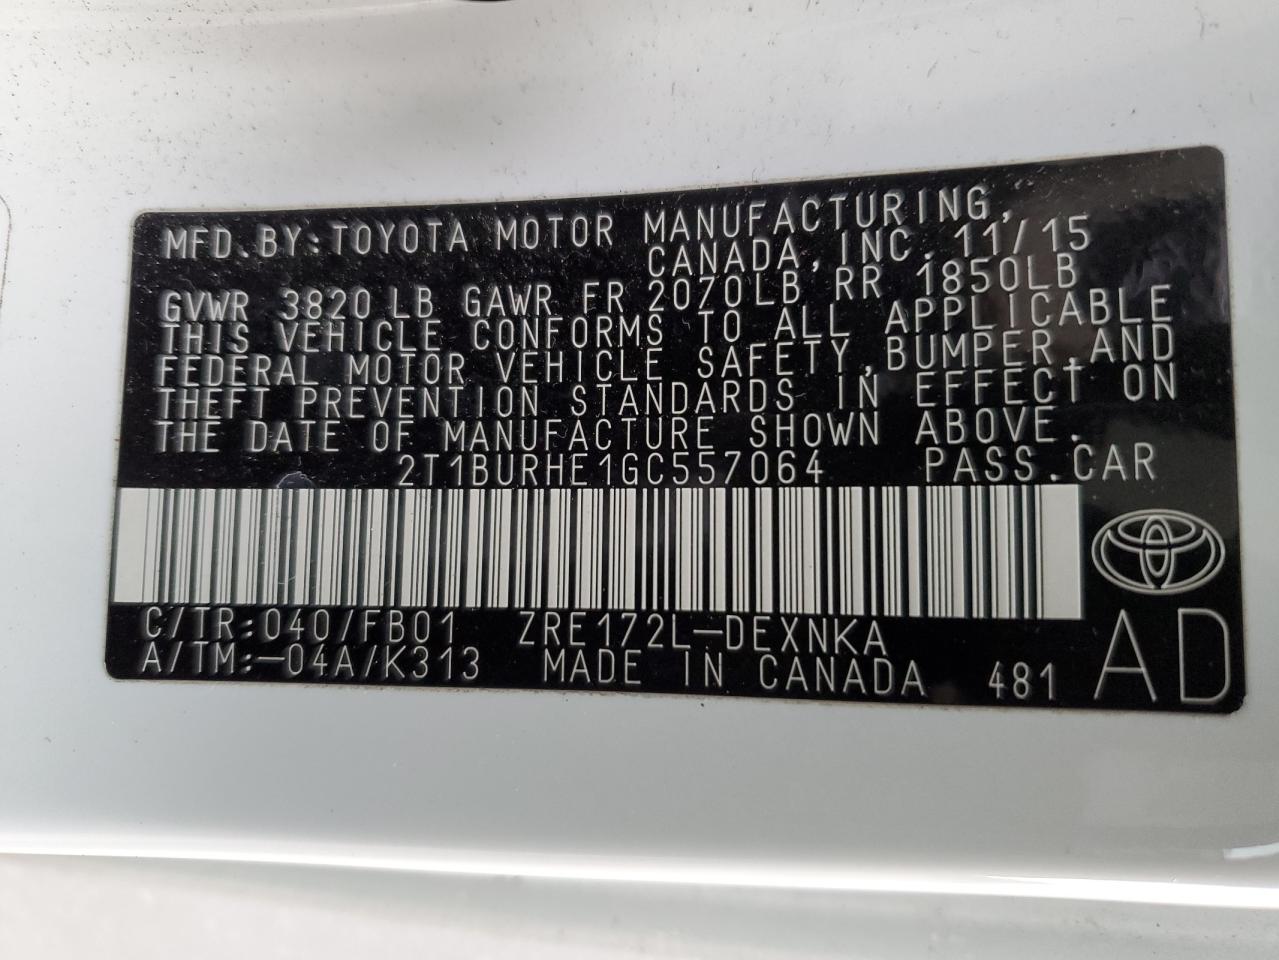 MFD.BY:TOYOTA MOTOR MANUFACTURING,
CANADA,INC.11/15
GVWR 3820LB GAWR FR 2070LB RR 1850LB
THIS VEHICLE CONFORMS TO ALL APPLICABLE
FEDERAL MOTOR VEHICLE SAFETY,BUMPER,AND
THEFT PREVENTION STANDARDS IN EFFECT ON
THE DATE OF MANUFACTURE SHOWN ABOVE.
2T1BURHE1GC557064 PASS.CAR
C/TR:040/FB01 ZRE172L-DEXNKA
A/TM:-04A/K313 MADE IN CANADA 481 AD